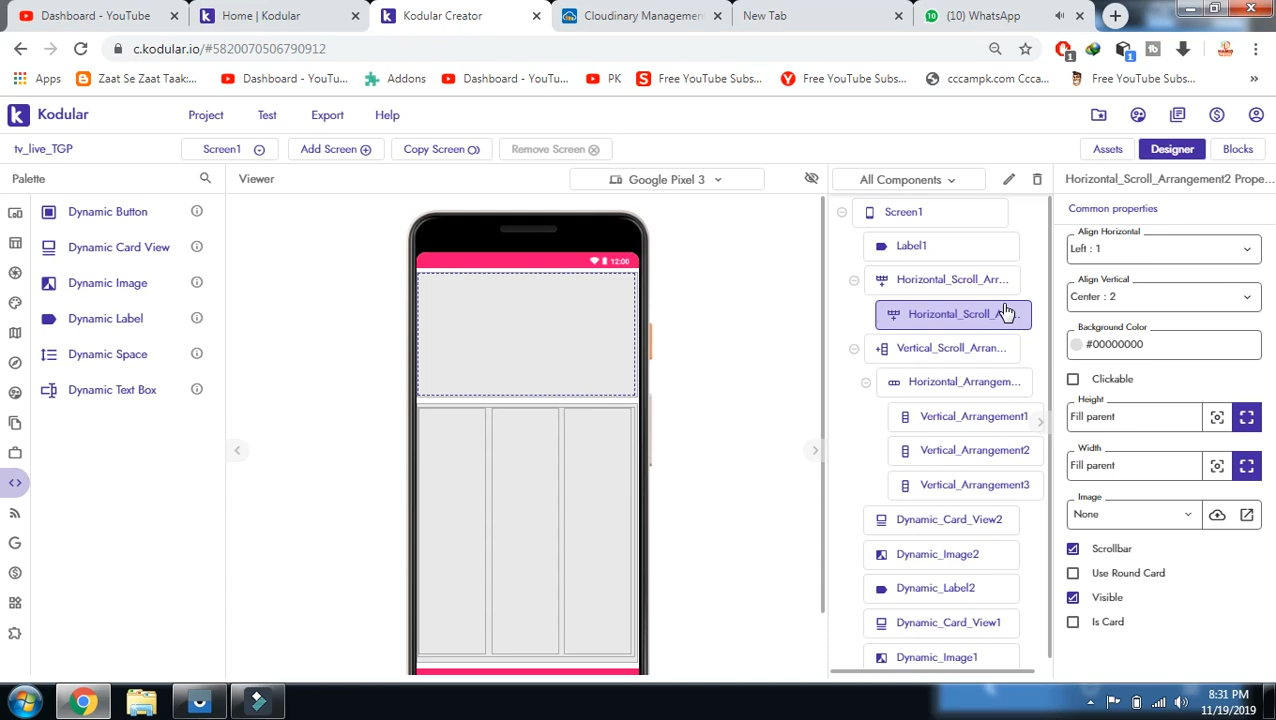 Dashboard - YouTube
Home | Kodular
Kodular Creator
Cloudinary Management
New Tab
(10) WhatsApp
c.kodular.io/#5820070506790912
Apps
Zaat Se Zaat Taak:...
Dashboard - YouTu...
Addons
Dashboard - YouTu...
PK
Free YouTube Subs...
Free YouTube Subs...
cccampk.com Ccca...
Free YouTube Subs...
Kodular
Project
Test
Export
Help
tv_live_TGP
Screen1
Add Screen
Copy Screen
Remove Screen
Assets
Designer
Blocks
Palette
Viewer
Google Pixel 3
All Components
Horizontal_Scroll_Arrangement2 Prope...
Dynamic Button
Dynamic Card View
Dynamic Image
Dynamic Label
Dynamic Space
Dynamic Text Box
12:00
Screen1
Label1
Horizontal_Scroll_Arr...
Horizontal_Scroll_A...
Vertical_Scroll_Arran...
Horizontal_Arrangem...
Vertical_Arrangement1
Vertical_Arrangement2
Vertical_Arrangement3
Dynamic_Card_View2
Dynamic_Image2
Dynamic_Label2
Dynamic_Card_View1
Dynamic_Image1
Common properties
Align Horizontal
Left : 1
Align Vertical
Center : 2
Background Color
#00000000
Clickable
Height
Fill parent
Width
Fill parent
Image
None
Scrollbar
Use Round Card
Visible
Is Card
8:31 PM
11/19/2019